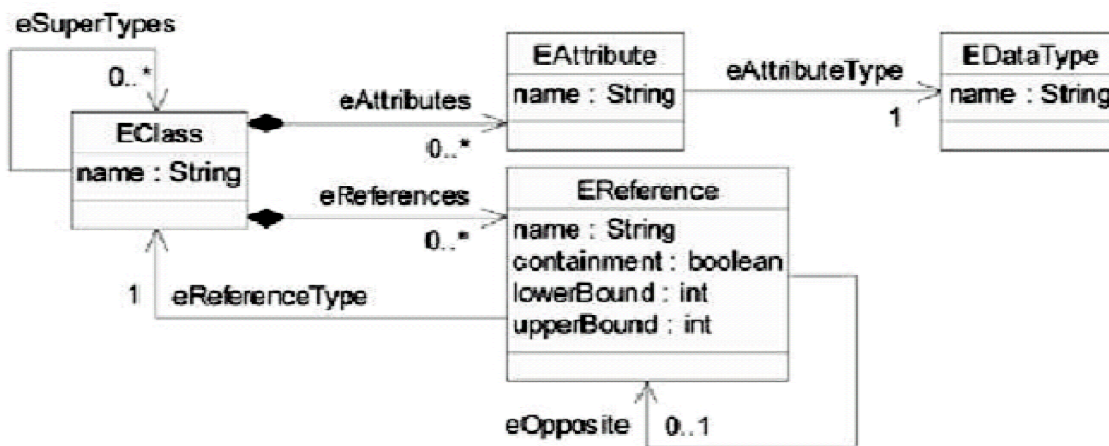 eSuperTypes
0..*
EClass
name : String
eAttributes
0..*
EAttribute
name : String
eAttributeType
1
EDataType
name : String
eReferences
0..*
EReference
name : String
containment : boolean
lowerBound : int
upperBound : int
1
eReferenceType
eOpposite
0..1